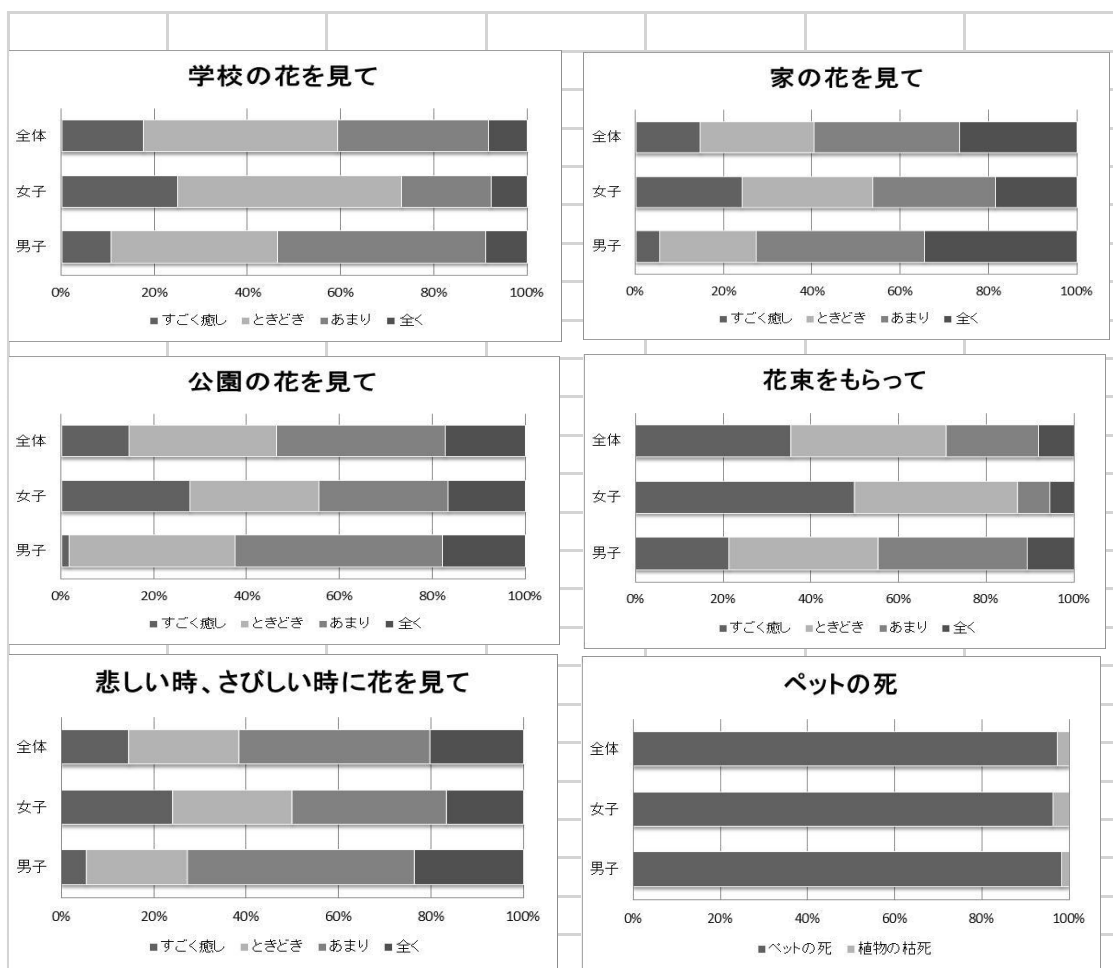 学校の花を見て
全体
女子
男子
0% 20% 40% 60% 80% 100%
■すごく癒し ■ときどき ■あまり ■全く
家の花を見て
全体
女子
男子
0% 20% 40% 60% 80% 100%
■すごく癒し ■ときどき ■あまり ■全く
公園の花を見て
全体
女子
男子
0% 20% 40% 60% 80% 100%
■すごく癒し ■ときどき ■あまり ■全く
花束をもらって
全体
女子
男子
0% 20% 40% 60% 80% 100%
■すごく癒し ■ときどき ■あまり ■全く
悲しい時、さびしい時に花を見て
全体
女子
男子
0% 20% 40% 60% 80% 100%
■すごく癒し ■ときどき ■あまり ■全く
ペットの死
全体
女子
男子
0% 20% 40% 60% 80% 100%
■ペットの死 ■植物の枯死